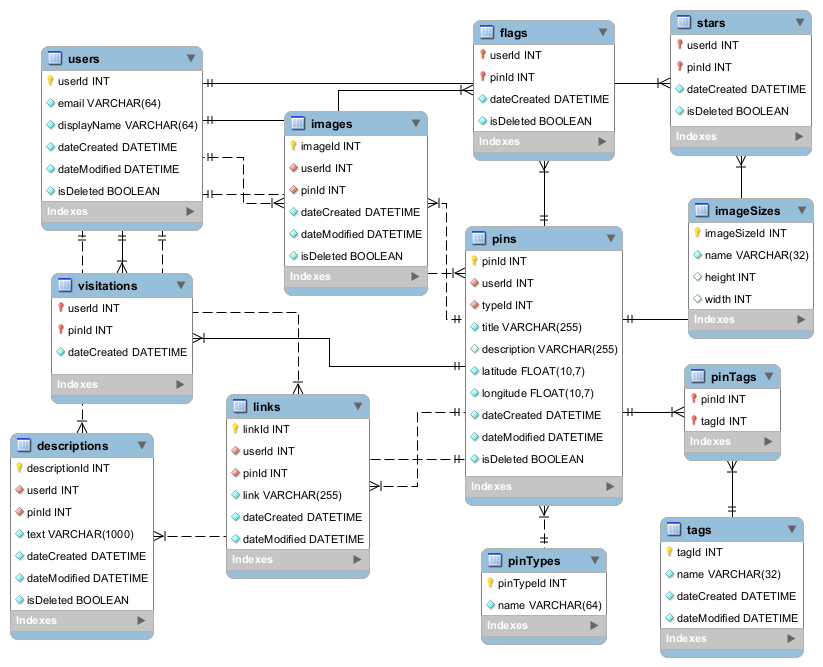 users
userId INT
email VARCHAR(64)
displayName VARCHAR(64)
dateCreated DATETIME
dateModified DATETIME
isDeleted BOOLEAN
Indexes
images
imageId INT
userId INT
pinId INT
dateCreated DATETIME
dateModified DATETIME
isDeleted BOOLEAN
Indexes
flags
userId INT
pinId INT
dateCreated DATETIME
isDeleted BOOLEAN
Indexes
stars
userId INT
pinId INT
dateCreated DATETIME
isDeleted BOOLEAN
Indexes
imageSizes
imageSizeId INT
name VARCHAR(32)
height INT
width INT
Indexes
pins
pinId INT
userId INT
typeId INT
title VARCHAR(255)
description VARCHAR(255)
latitude FLOAT(10,7)
longitude FLOAT(10,7)
dateCreated DATETIME
dateModified DATETIME
isDeleted BOOLEAN
Indexes
visitations
userId INT
pinId INT
dateCreated DATETIME
Indexes
links
linkId INT
userId INT
pinId INT
link VARCHAR(255)
dateCreated DATETIME
dateModified DATETIME
Indexes
descriptions
descriptionId INT
userId INT
pinId INT
text VARCHAR(1000)
dateCreated DATETIME
dateModified DATETIME
isDeleted BOOLEAN
Indexes
pinTags
pinId INT
tagId INT
Indexes
pinTypes
pinTypeId INT
name VARCHAR(64)
Indexes
tags
tagId INT
name VARCHAR(32)
dateCreated DATETIME
dateModified DATETIME
Indexes